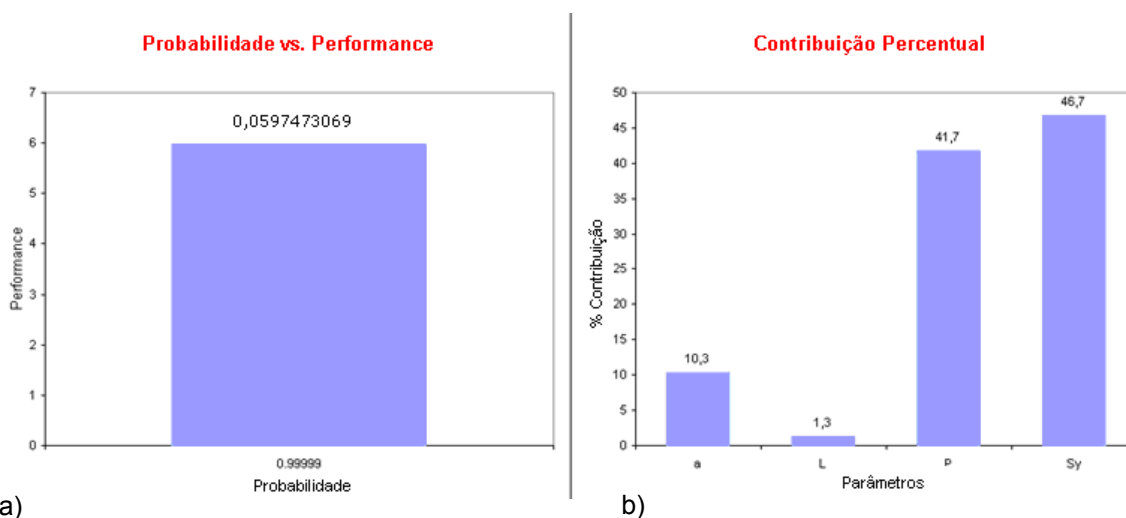 Probabilidade vs. Performance
7
6
5
4
3
2
1
0
Performance
0,0597473069
0.99999
Probabilidade
a)
Contribuição Percentual
50
45
40
35
30
25
20
15
10
5
0
% Contribuição
10,3
1,3
41,7
46,7
a
L
P
Sy
Parâmetros
b)